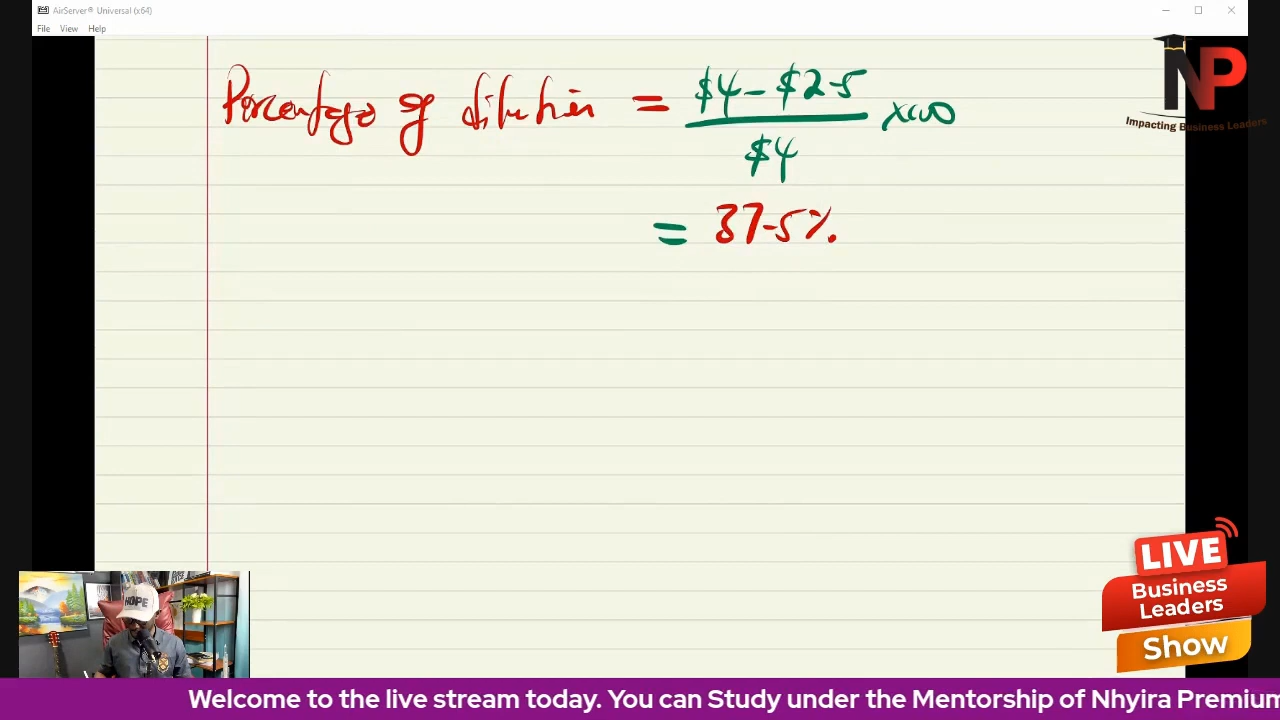 AirServer® Universal (x64)
File View Help
Percentage of dilution = $4 - $2.5
$4
x100
= 37.5%
NP
Impacting Business Leaders
HOPE
LIVE
Business
Leaders
Show
Welcome to the live stream today. You can Study under the Mentorship of Nhyira Premium